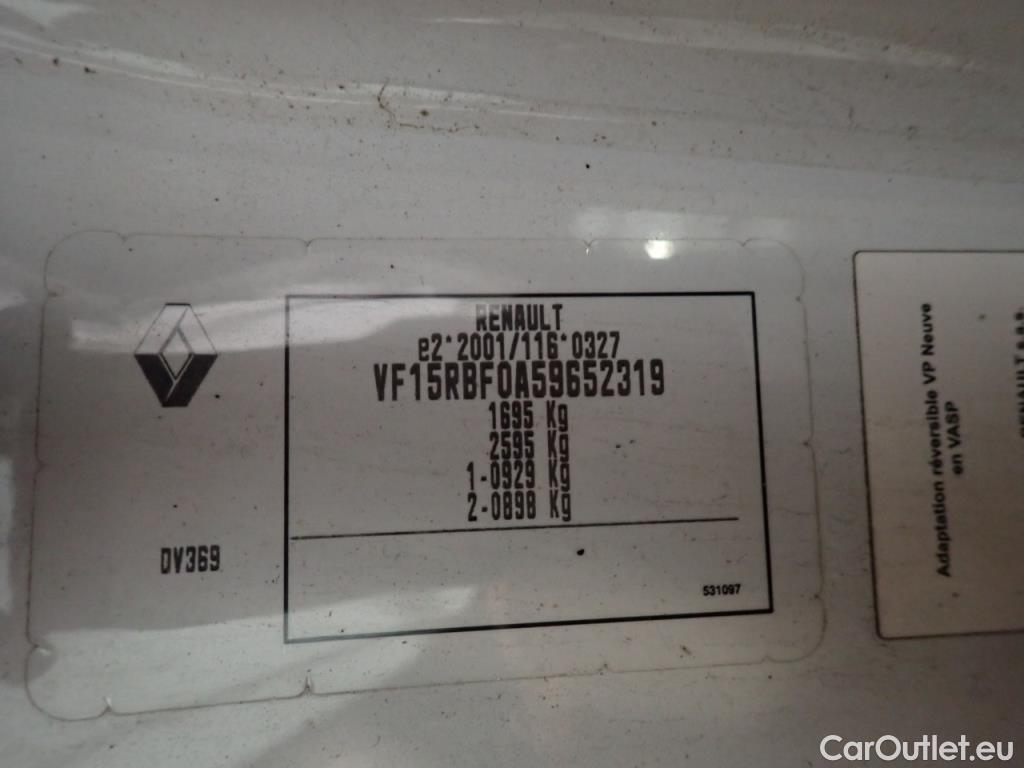 RENAULT
e2*2001/116*0327
VF15RBF0A59652319
1695 Kg
2595 Kg
1-0929 Kg
2-0898 Kg
DV369
531097
Adaptation réversible VP Neuve
en VASP
RENAULT s.a.s.
CarOutlet.eu